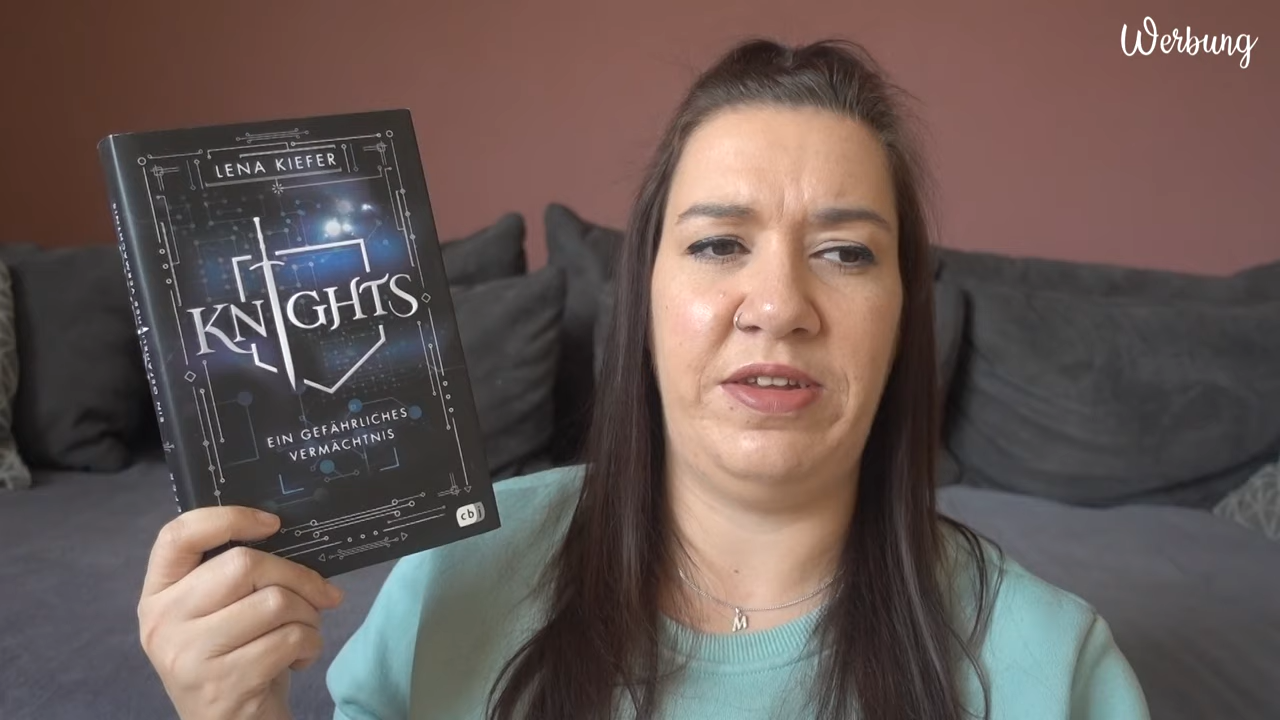 Werbung
LENA KIEFER
KNIGHTS
EIN GEFÄHRLICHES
VERMÄCHTNIS
cbj
M